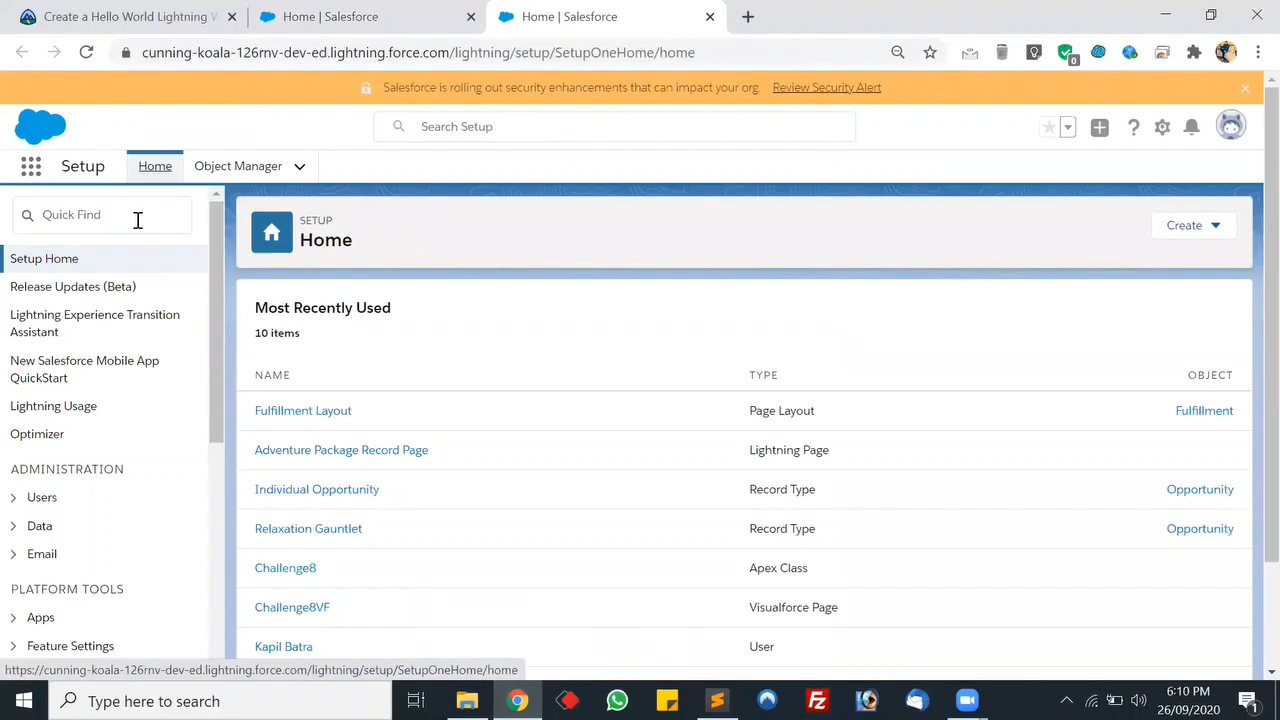 Create a Hello World Lightning
Home | Salesforce
Home | Salesforce
cunning-koala-126rnv-dev-ed.lightning.force.com/lightning/setup/SetupOneHome/home
0
Salesforce is rolling out security enhancements that can impact your org. Review Security Alert
Search Setup
Setup
Home
Object Manager
Quick Find
Setup Home
Release Updates (Beta)
Lightning Experience Transition
Assistant
New Salesforce Mobile App
QuickStart
Lightning Usage
Optimizer
ADMINISTRATION
Users
Data
Email
PLATFORM TOOLS
Apps
Feature Settings
SETUP
Home
Create
Most Recently Used
10 items
NAME TYPE OBJECT
Fulfillment Layout Page Layout Fulfillment
Adventure Package Record Page Lightning Page
Individual Opportunity Record Type Opportunity
Relaxation Gauntlet Record Type Opportunity
Challenge8 Apex Class
Challenge8VF Visualforce Page
Kapil Batra User
https://cunning-koala-126rnv-dev-ed.lightning.force.com/lightning/setup/SetupOneHome/home
Type here to search
6:10 PM
26/09/2020
1